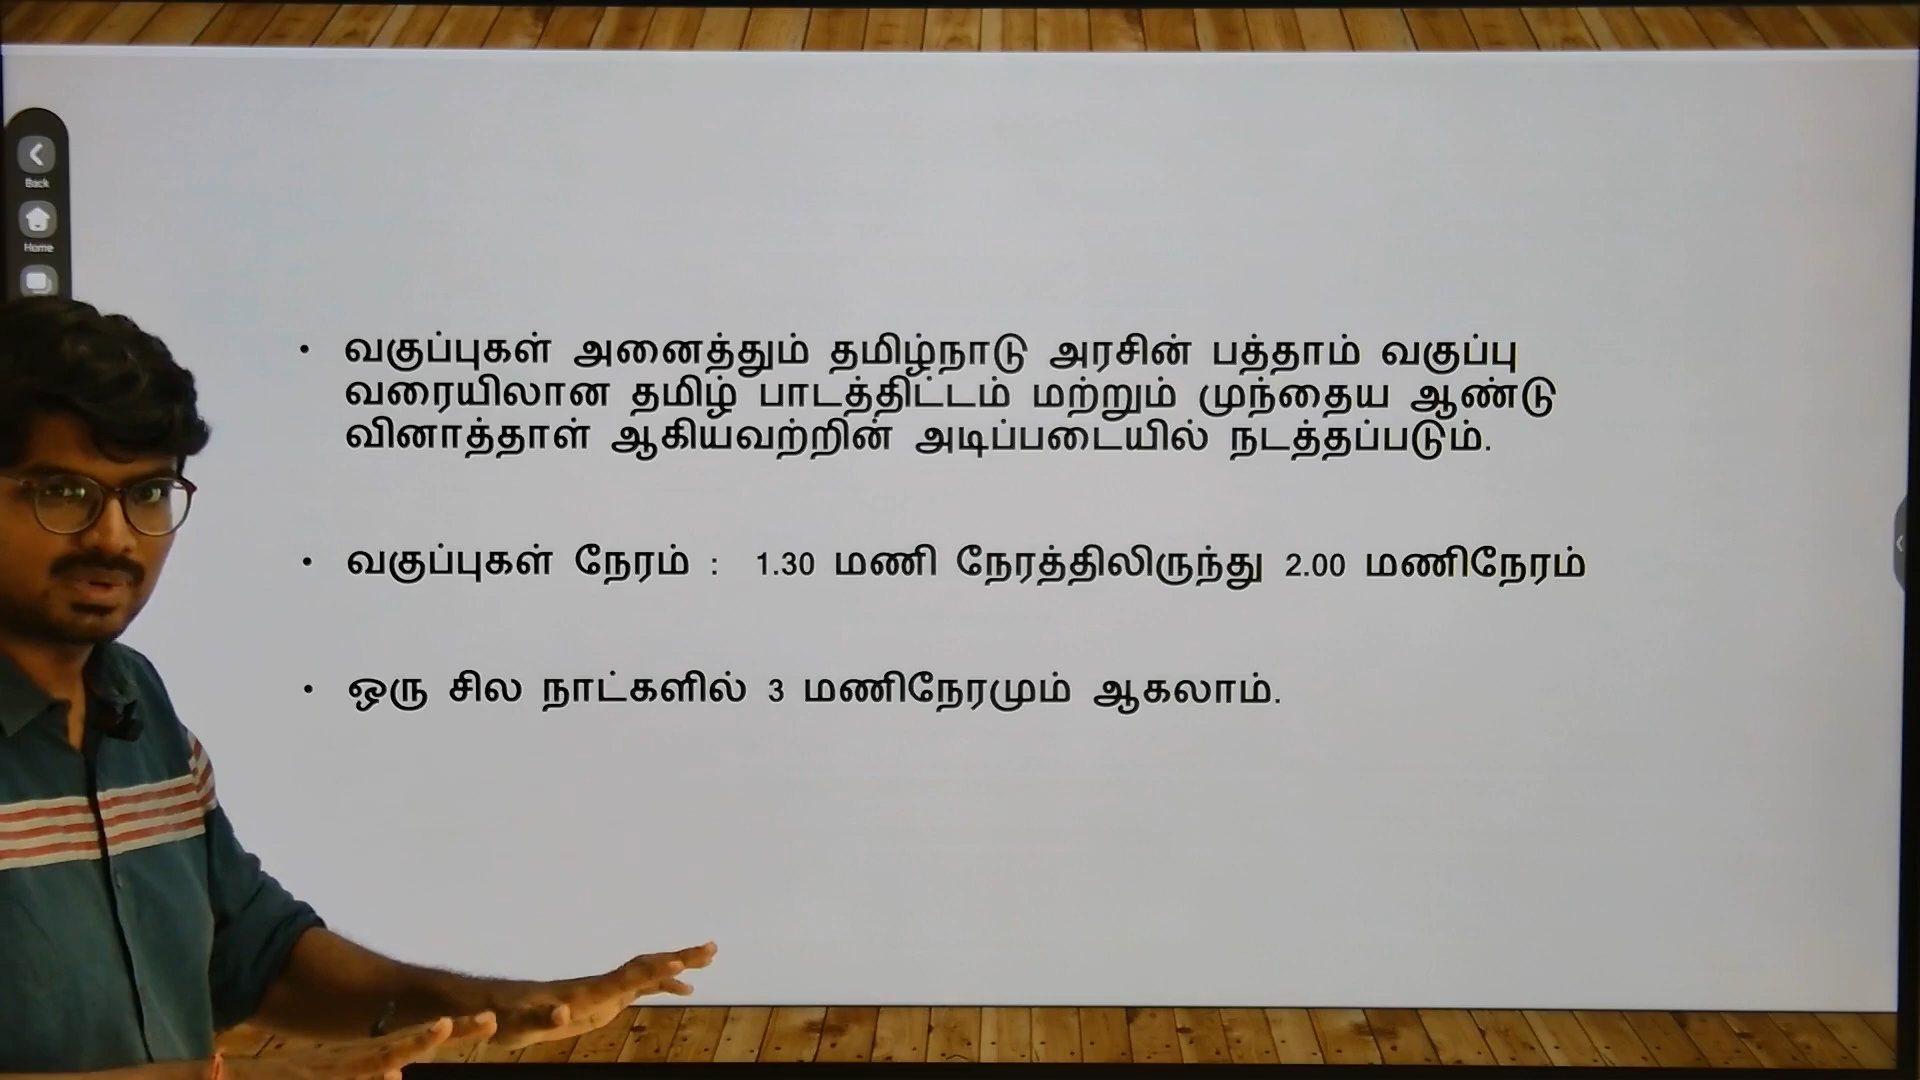 Back
Home
• வகுப்புகள் அனைத்தும் தமிழ்நாடு அரசின் பத்தாம் வகுப்பு
வரையிலான தமிழ் பாடத்திட்டம் மற்றும் முந்தைய ஆண்டு
வினாத்தாள் ஆகியவற்றின் அடிப்படையில் நடத்தப்படும்.
• வகுப்புகள் நேரம் : 1.30 மணி நேரத்திலிருந்து 2.00 மணிநேரம்
• ஒரு சில நாட்களில் 3 மணிநேரமும் ஆகலாம்.